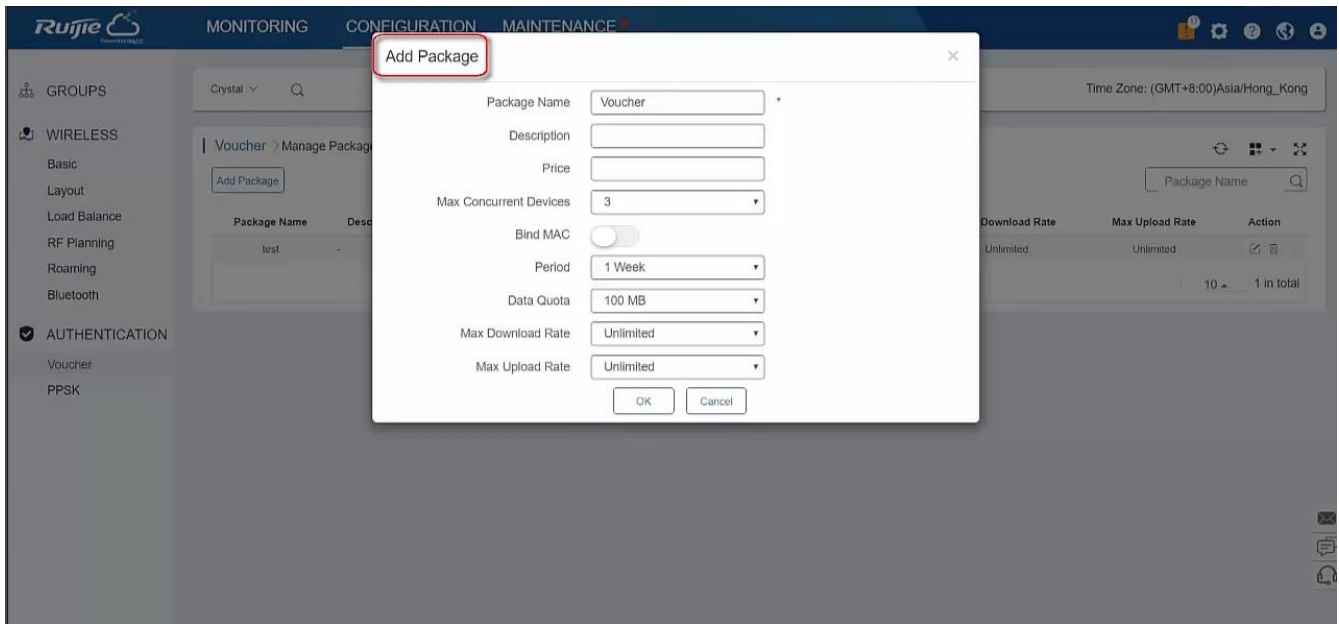 Ruijie
MONITORING CONFIGURATION MAINTENANCE
GROUPS
WIRELESS
Basic
Layout
Load Balance
RF Planning
Roaming
Bluetooth
AUTHENTICATION
Voucher
PPSK
Crystal
Time Zone: (GMT+8:00)Asia/Hong_Kong
Voucher > Manage Packag
Add Package
Package Name
Package Name Desc Download Rate Max Upload Rate Action
test - Unlimited Unlimited
10 1 in total
Add Package
Package Name Voucher *
Description
Price
Max Concurrent Devices 3
Bind MAC
Period 1 Week
Data Quota 100 MB
Max Download Rate Unlimited
Max Upload Rate Unlimited
OK Cancel